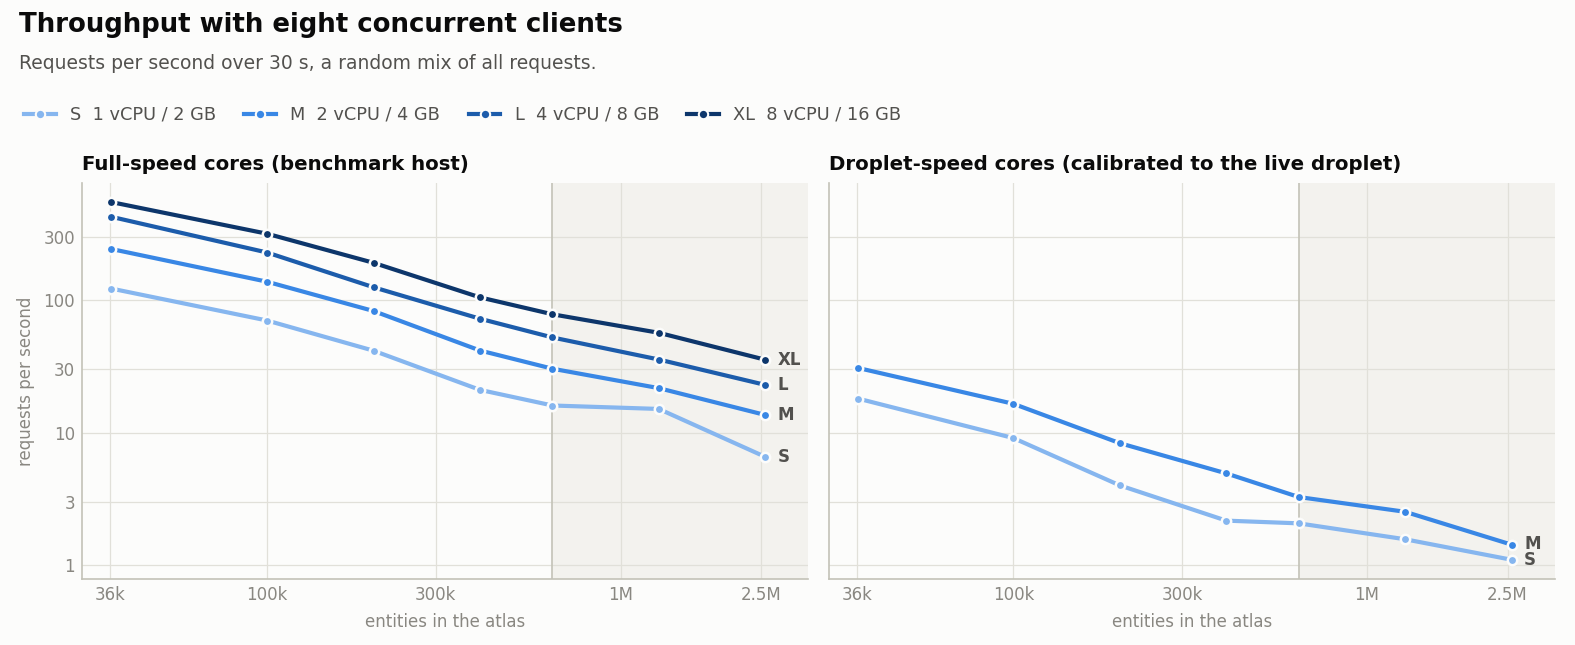 Throughput with eight concurrent clients
Requests per second over 30 s, a random mix of all requests.
S 1 vCPU / 2 GB M 2 vCPU / 4 GB L 4 vCPU / 8 GB XL 8 vCPU / 16 GB
Full-speed cores (benchmark host)
requests per second
300
100
30
10
3
1
XL
L
M
S
36k 100k 300k 1M 2.5M
entities in the atlas
Droplet-speed cores (calibrated to the live droplet)
M
S
36k 100k 300k 1M 2.5M
entities in the atlas